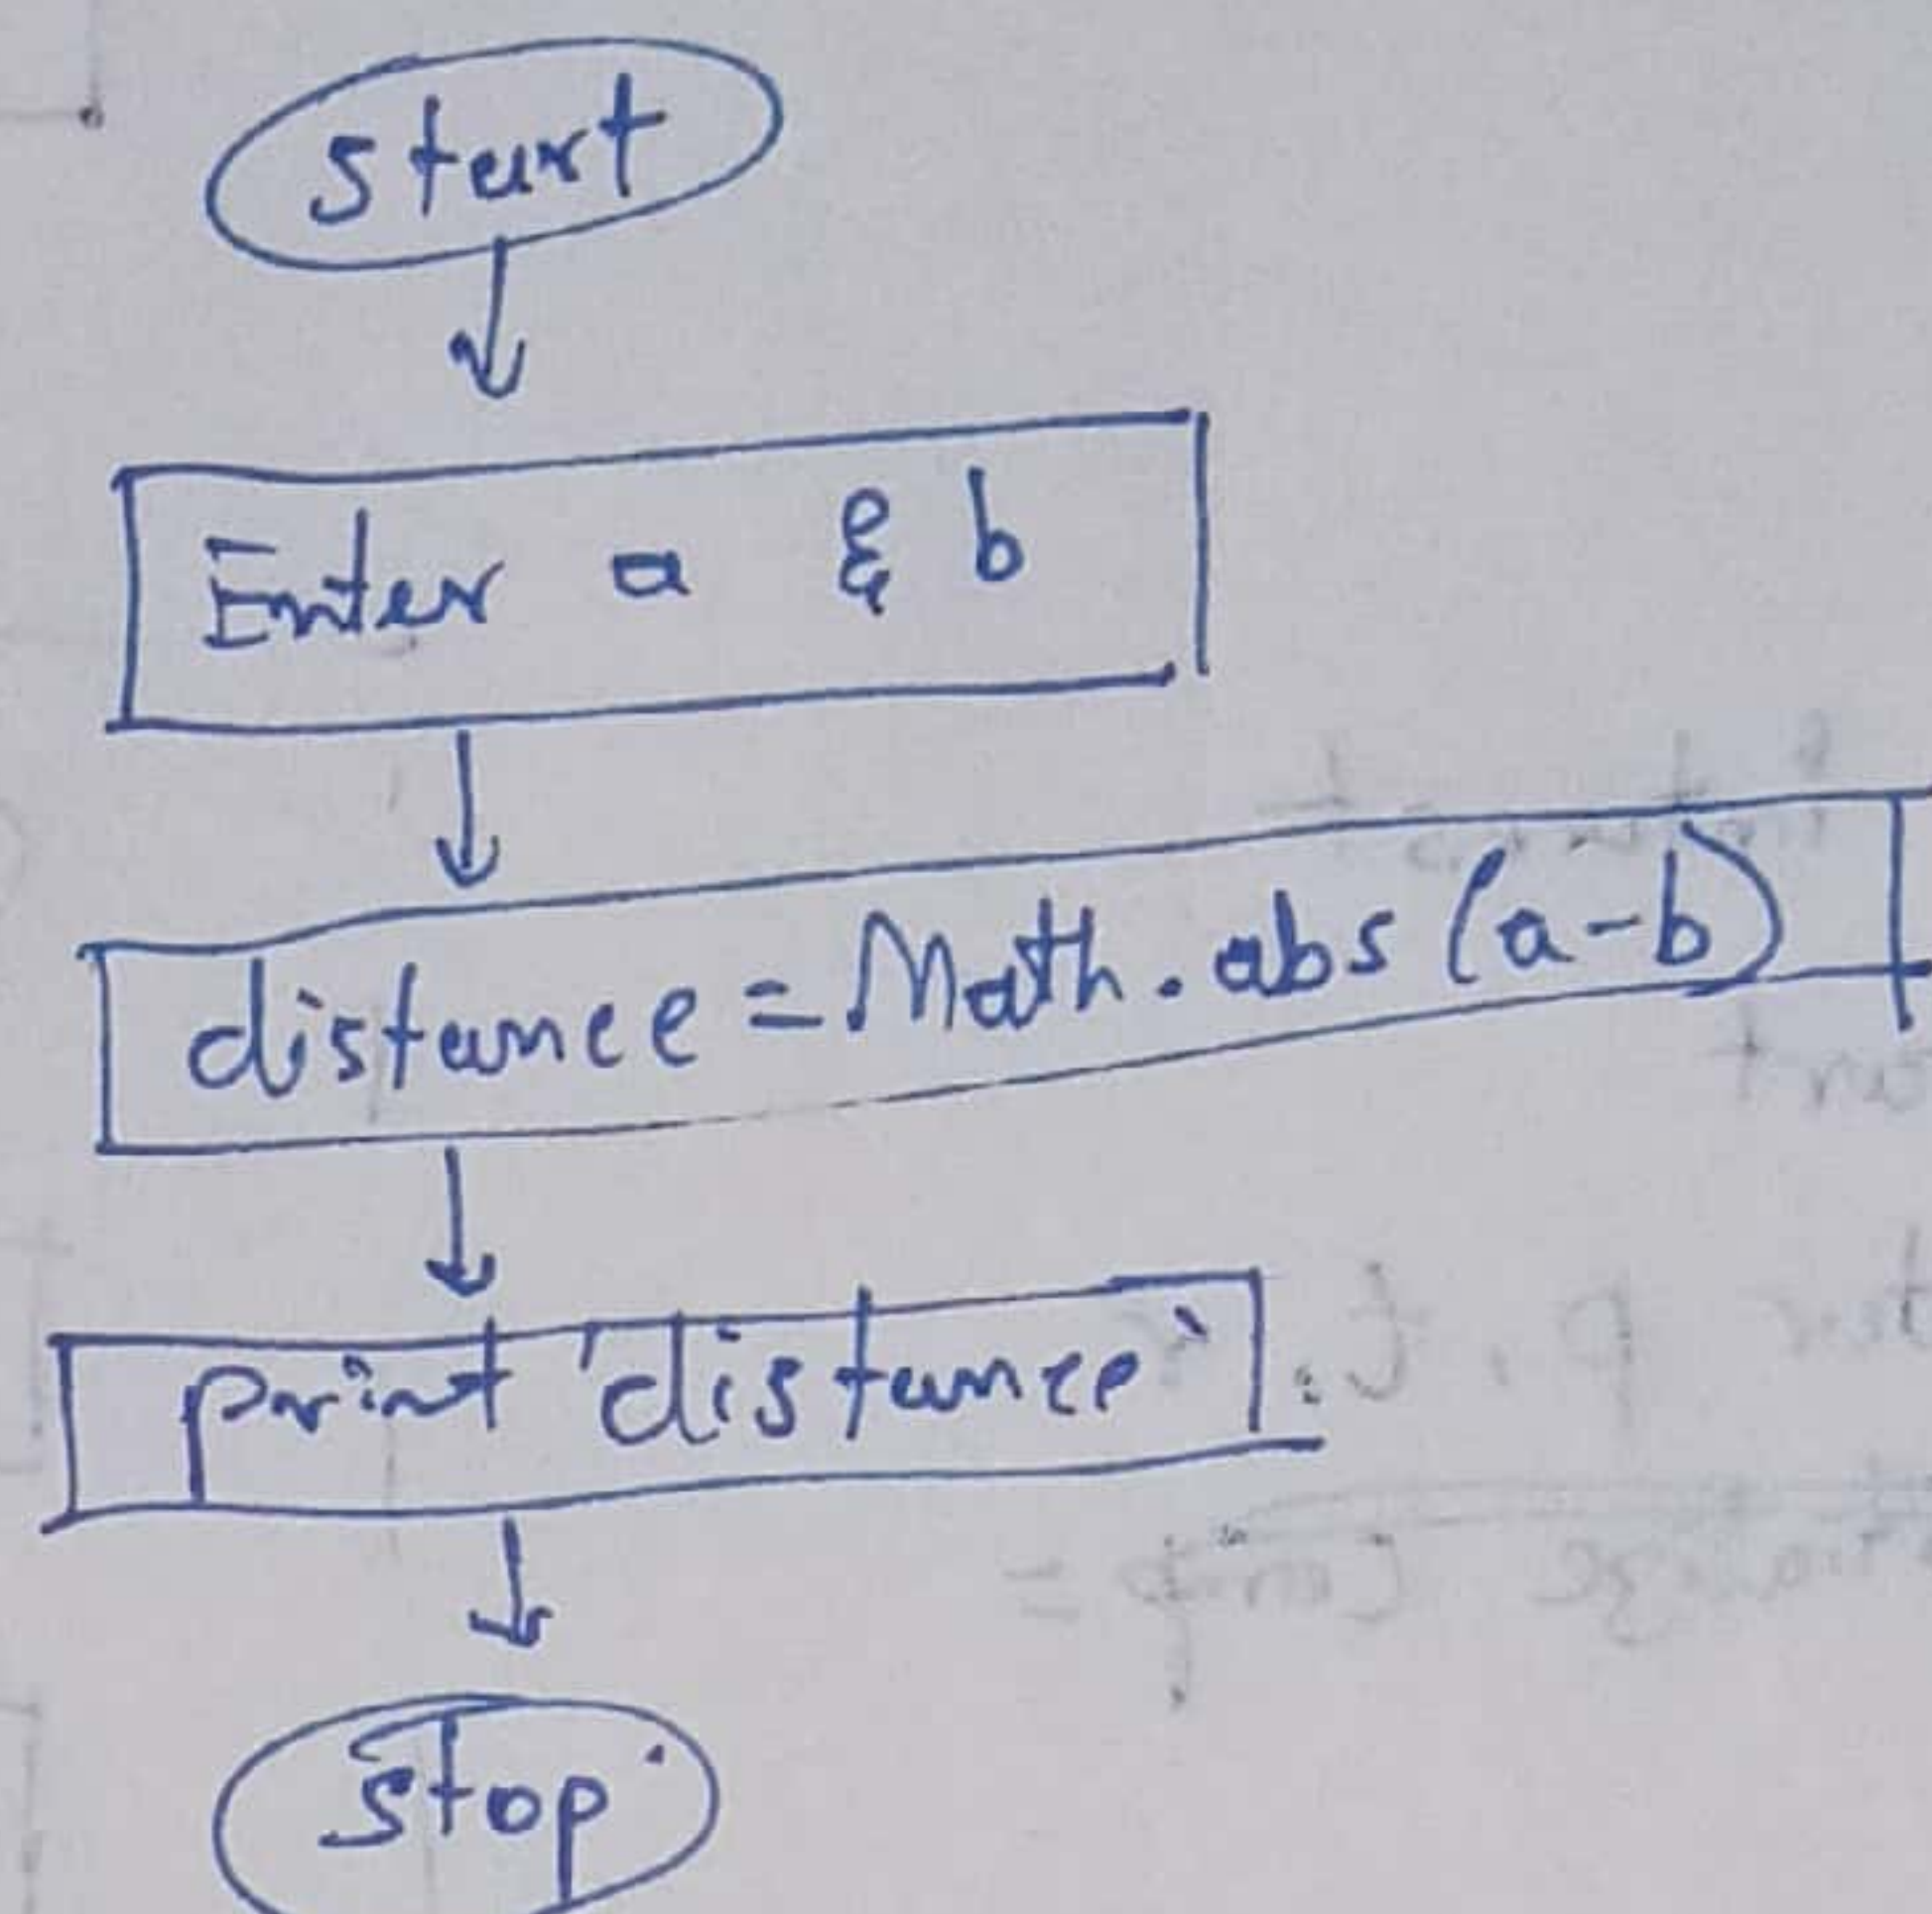 start
Enter a & b
distance = Math.abs (a-b)
print 'distance'
stop